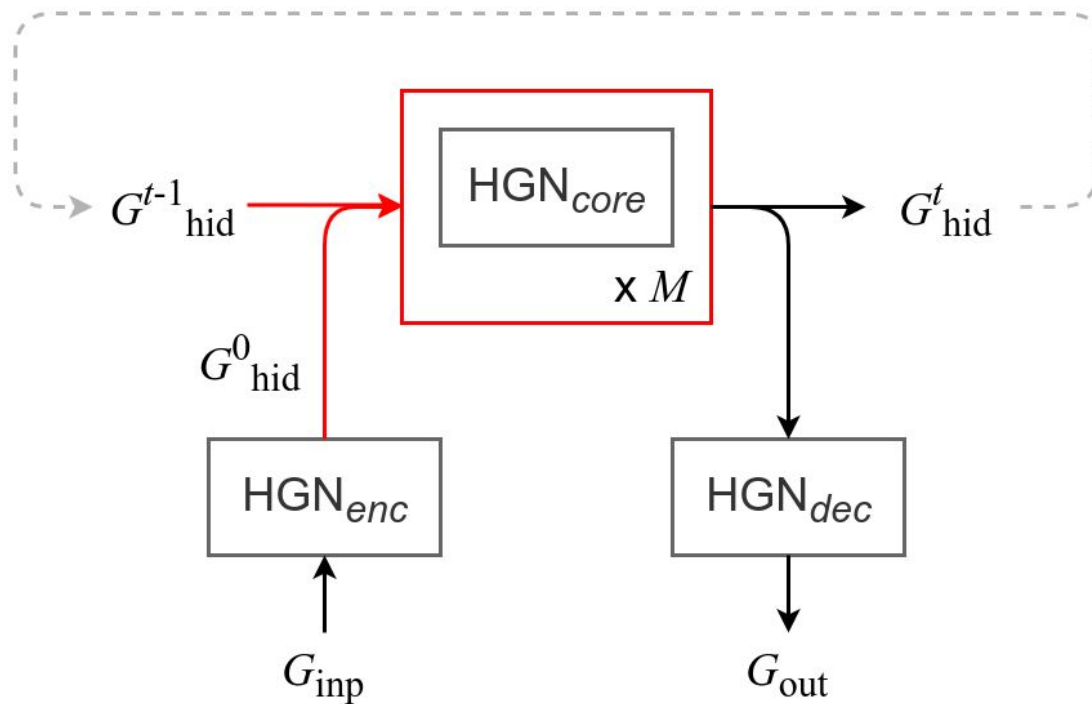 HGN_core
G^{t-1}_hid
G^t_hid
x M
G^0_hid
HGN_enc
HGN_dec
G_inp
G_out